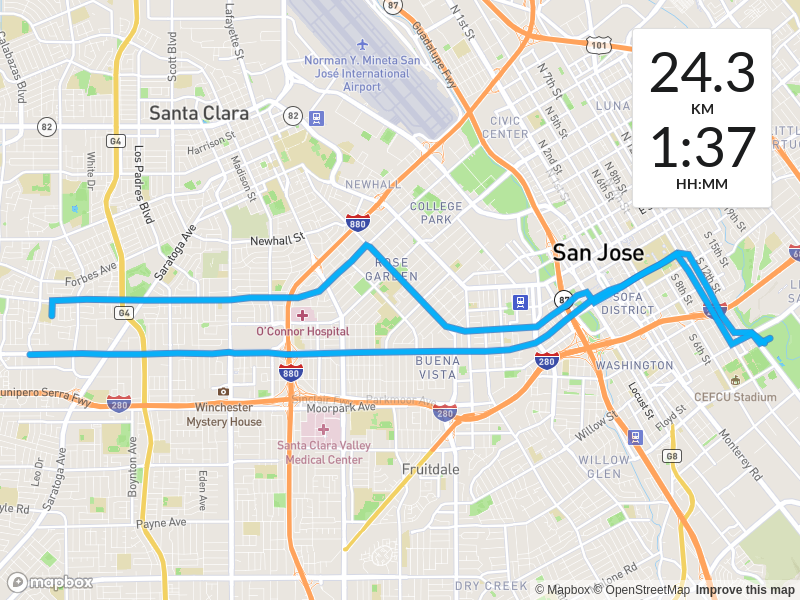 87
N 1st St
Lafayette St
Scott Blvd
Calabazas Blvd
Guadalupe Fwy
101
Norman Y. Mineta San
José International
Airport
24.3
KM
1:37
HH:MM
N 7th St
N 5th St
LUNA
82
Santa Clara
82
CIVIC
CENTER
G4
Harrison St
N 2nd St
N 8th St
N 6th St
White Dr
Los Padres Blvd
Madison St
NEWHALL
COLLEGE
PARK
880
Saratoga Ave
Newhall St
San Jose
S 15th St
ROSE
GARDEN
Forbes Ave
S 12th St
S 8th St
87
SOFA
DISTRICT
G4
O'Connor Hospital
S 6th St
BUENA
VISTA
280
WASHINGTON
880
CEFCU Stadium
Junipero Serra Fwy
280
Winchester
Mystery House
Sinclair Fwy
Parkmoor Ave
Moorpark Ave
280
Locust St
Floyd St
Willow St
Santa Clara Valley
Medical Center
Monterey Rd
Leo Dr
Saratoga Ave
Boynton Ave
Eden Ave
Fruitdale
WILLOW
GLEN
G8
Payne Ave
DRY CREEK
mapbox
© Mapbox © OpenStreetMap Improve this map